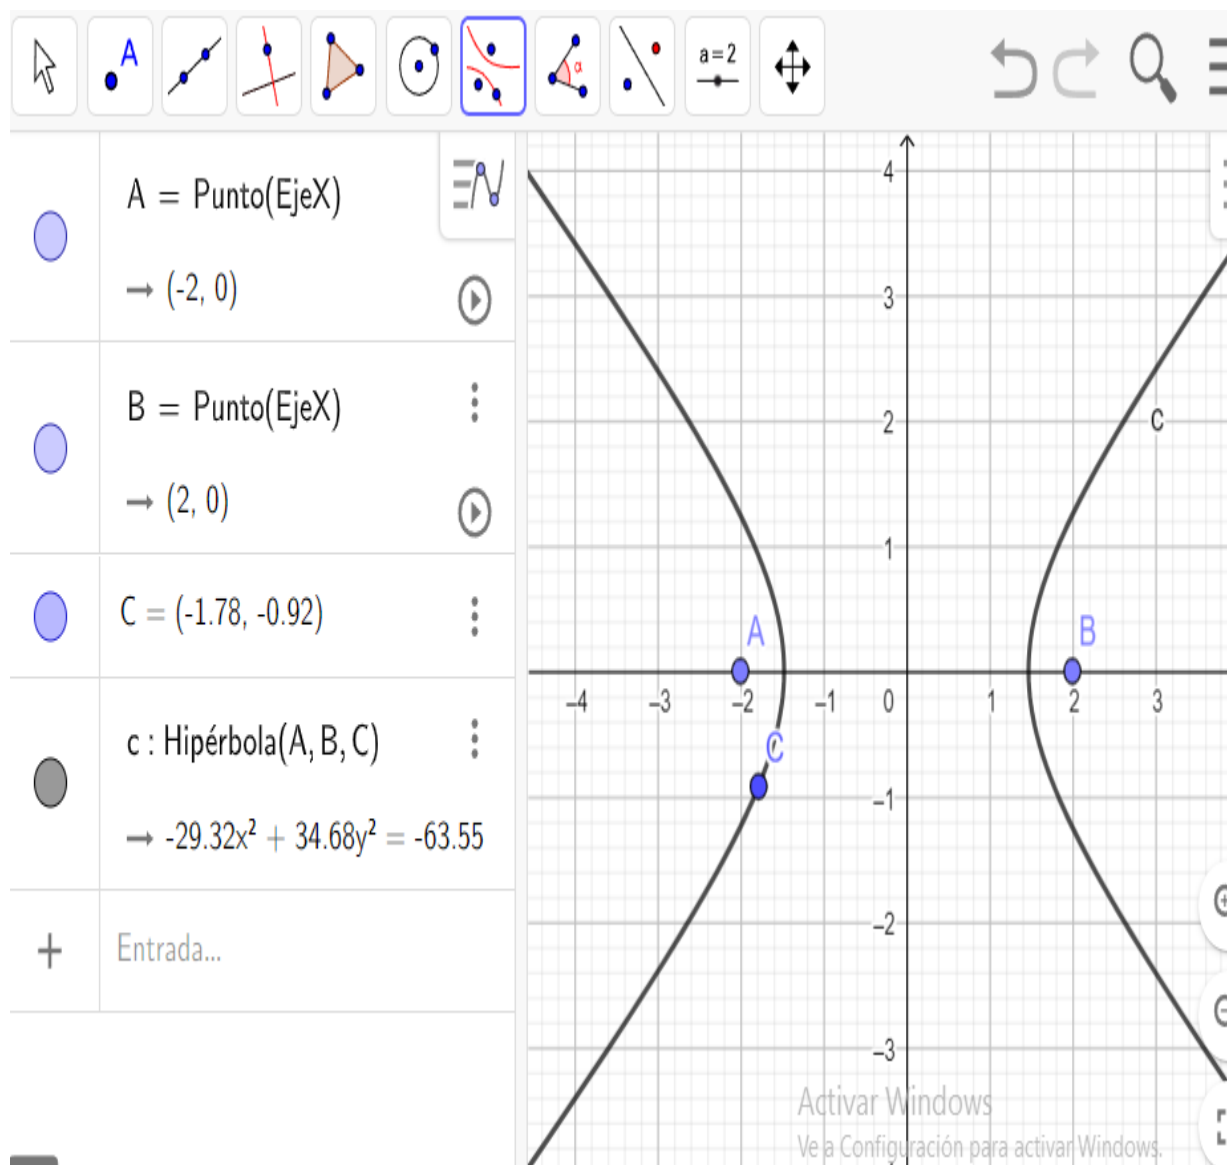 A
α
a=2
A = Punto(EjeX)
→ (-2, 0)
B = Punto(EjeX)
→ (2, 0)
C = (-1.78, -0.92)
c : Hipérbola(A, B, C)
→ -29.32x² + 34.68y² = -63.55
+ Entrada...
4
3
2
c
1
A
B
–4 –3 –2 –1 0 1 2 3
C
–1
–2
–3
Activar Windows
Ve a Configuración para activar Windows.